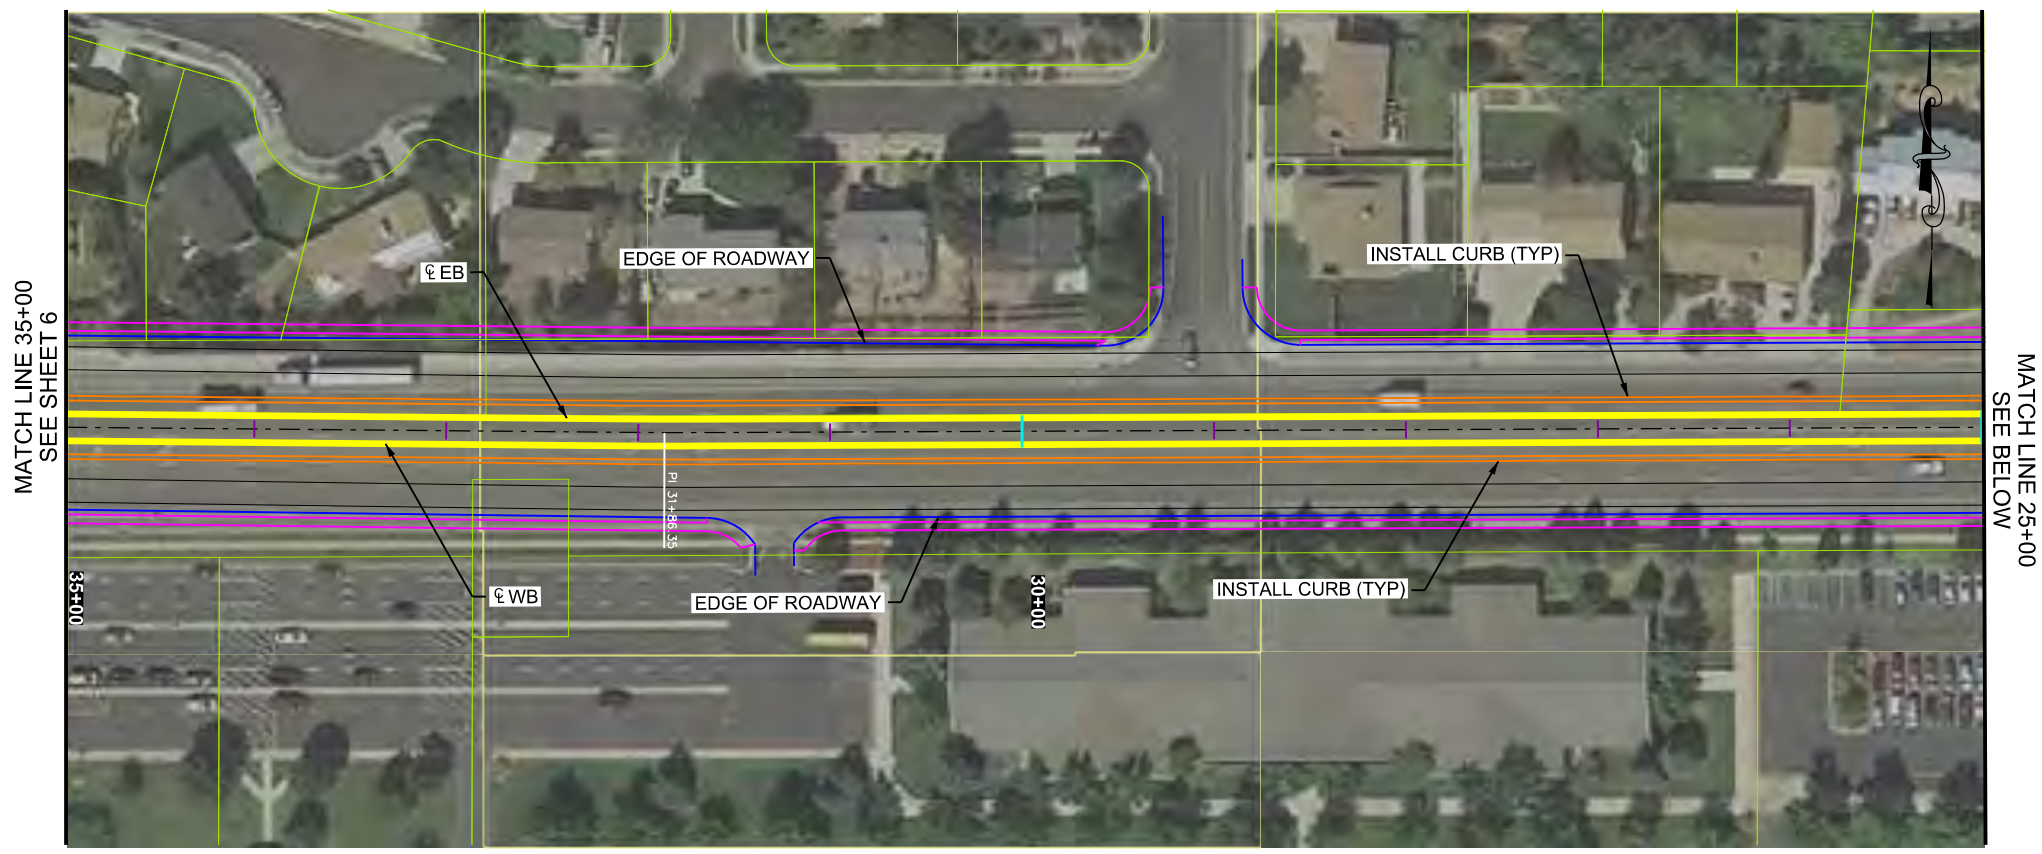 MATCH LINE 35+00
SEE SHEET 6
℄ EB
EDGE OF ROADWAY
INSTALL CURB (TYP)
MATCH LINE 25+00
SEE BELOW
PI 31+86.35
35+00
℄ WB
EDGE OF ROADWAY
30+00
INSTALL CURB (TYP)